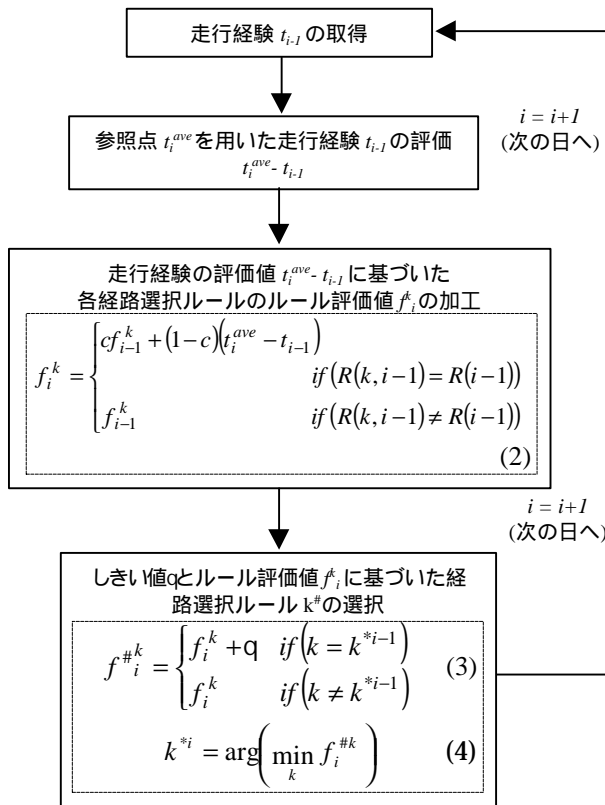 走行経験 t_{i-1} の取得
i = i+1
(次の日へ)
参照点 t_i^{ave} を用いた走行経験 t_{i-1} の評価
t_i^{ave} - t_{i-1}
走行経験の評価値 t_i^{ave} - t_{i-1} に基づいた
各経路選択ルールのルール評価値 f_i^k の加工
f_i^k = { cf_{i-1}^k + (1-c)(t_i^{ave} - t_{i-1})
if(R(k,i-1) = R(i-1))
f_{i-1}^k if(R(k,i-1) ≠ R(i-1))
(2)
i = i+1
(次の日へ)
しきい値qとルール評価値 f_i^k に基づいた経
路選択ルール k^# の選択
f^#{}_i^k = { f_i^k + q if(k = k^{*i-1})
f_i^k if(k ≠ k^{*i-1})
(3)
k^{*i} = arg(min_k f_i^{#k}) (4)